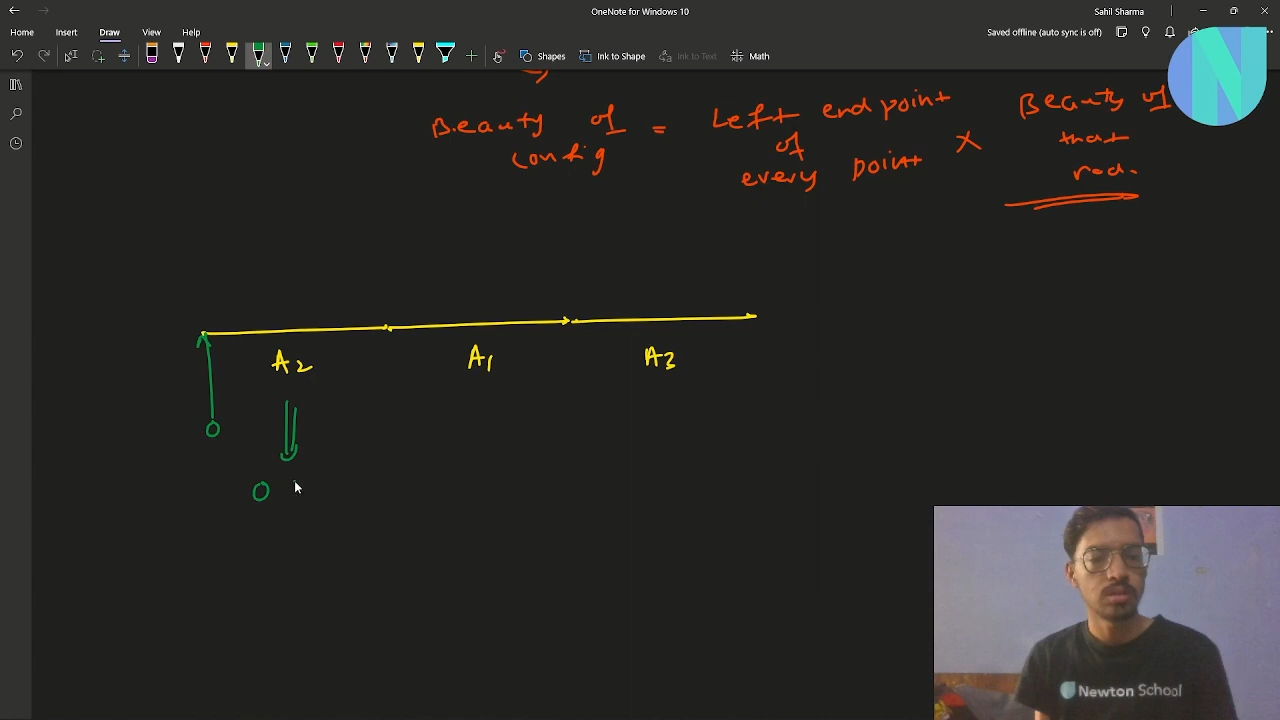 OneNote for Windows 10
Sahil Sharma
Home Insert Draw View Help
Saved offline (auto sync is off)
Shapes Ink to Shape Ink to Text Math
Beauty of config = Left end point of every point × Beauty of that rod.
A2 A1 A3
0
0
Newton School